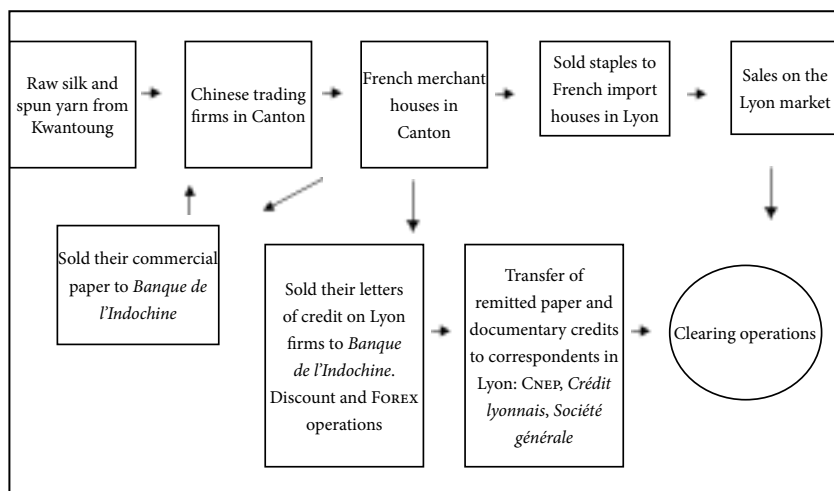 Raw silk and
spun yarn from
Kwantoung
Chinese trading
firms in Canton
French merchant
houses in
Canton
Sold staples to
French import
houses in Lyon
Sales on the
Lyon market
Sold their commercial
paper to Banque de
l’Indochine
Sold their letters
of credit on Lyon
firms to Banque
de l’Indochine.
Discount and FOREX
operations
Transfer of
remitted paper and
documentary credits
to correspondents in
Lyon: CNEP, Crédit
lyonnais, Société
générale
Clearing operations